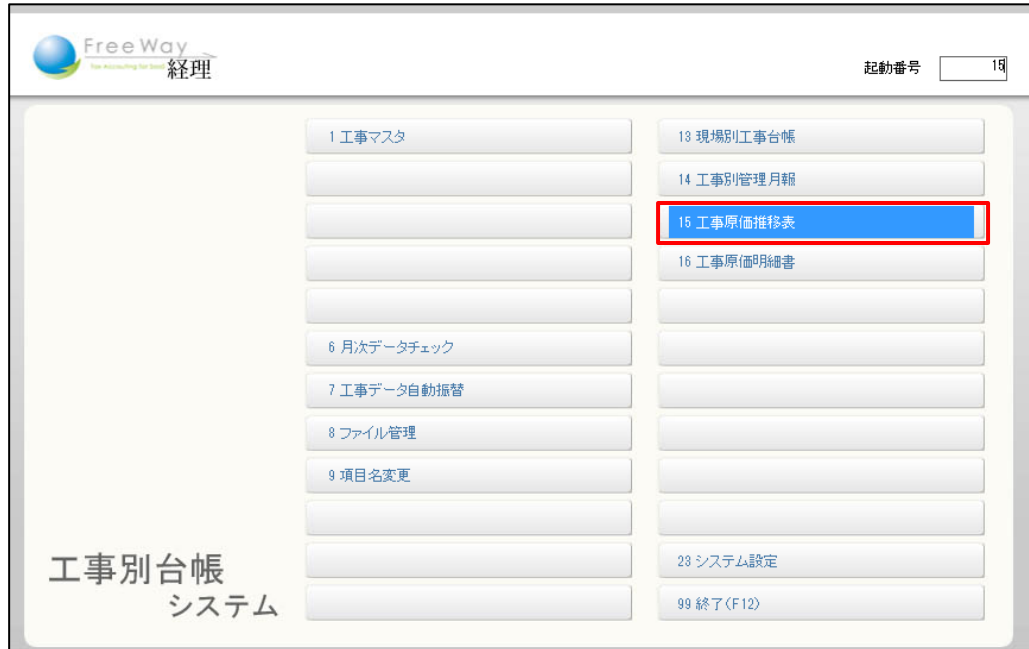 FreeWay
Tax Accounting for SaaS
経理
起動番号 15
1 工事マスタ
6 月次データチェック
7 工事データ自動振替
8 ファイル管理
9 項目名変更
13 現場別工事台帳
14 工事別管理月報
15 工事原価推移表
16 工事原価明細書
23 システム設定
99 終了(F12)
工事別台帳
システム